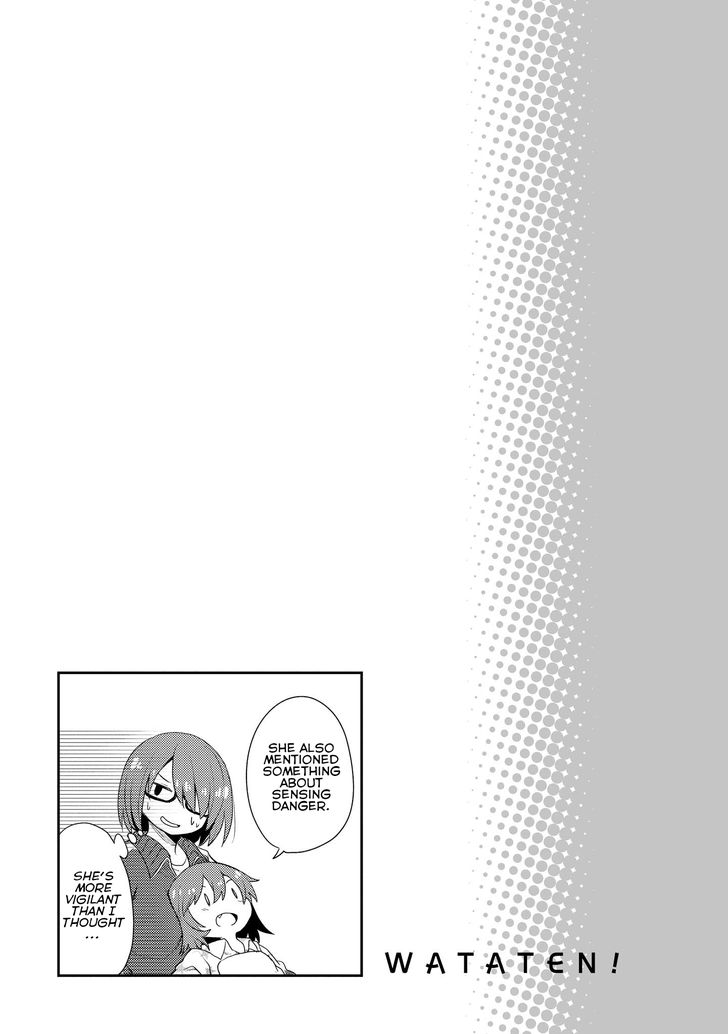 SHE ALSO
MENTIONED
SOMETHING
ABOUT
SENSING
DANGER.
SHE'S
MORE
VIGILANT
THAN I
THOUGHT
...
WATATEN!